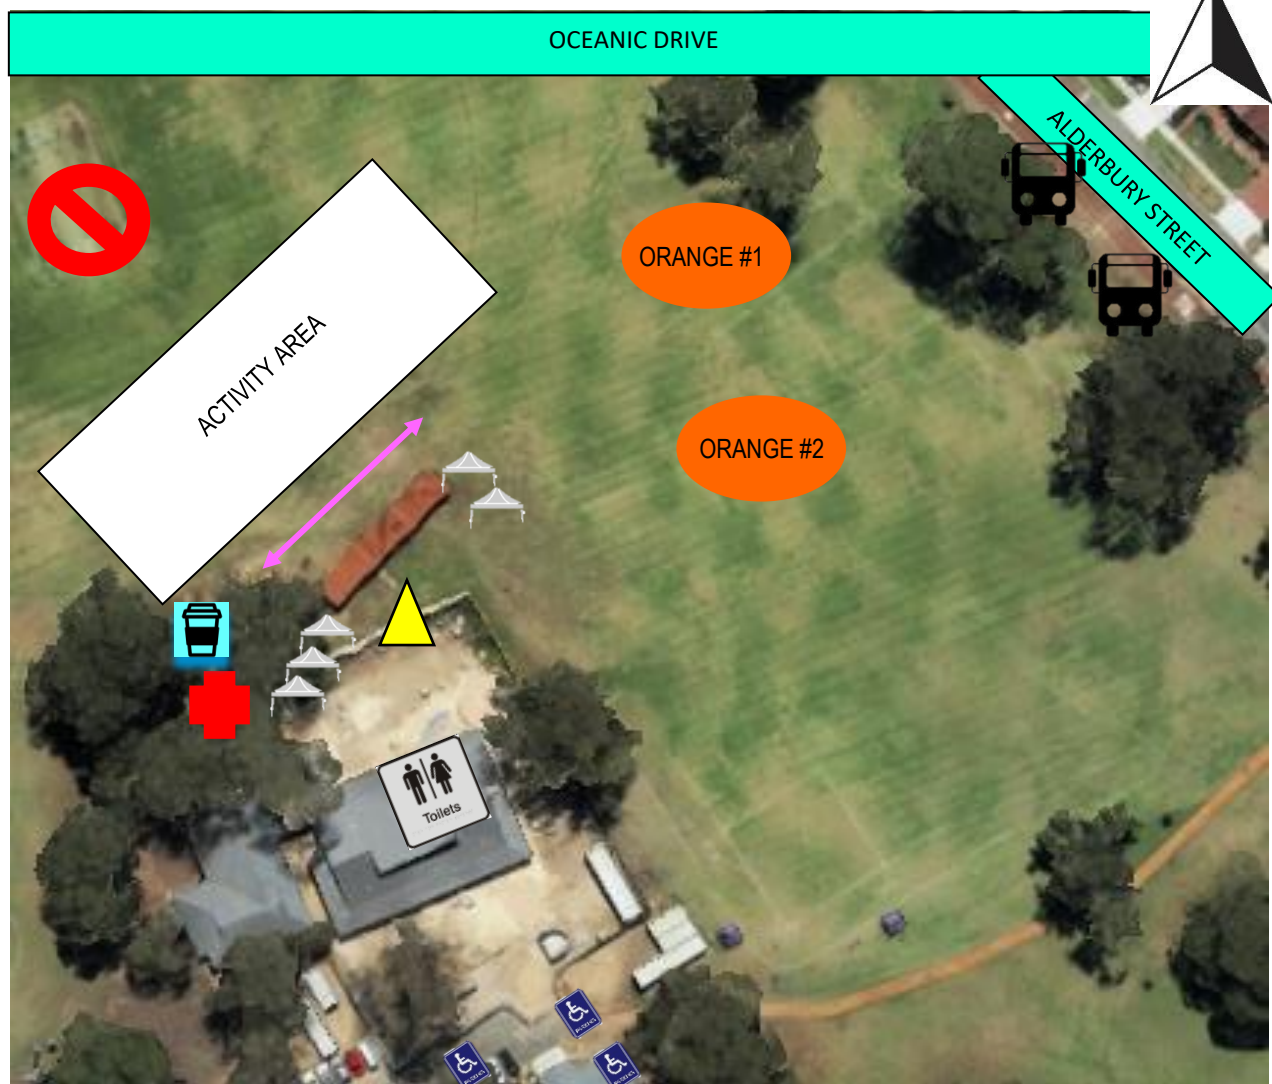 OCEANIC DRIVE
ALDERBURY STREET
ORANGE #1
ACTIVITY AREA
ORANGE #2
Toilets